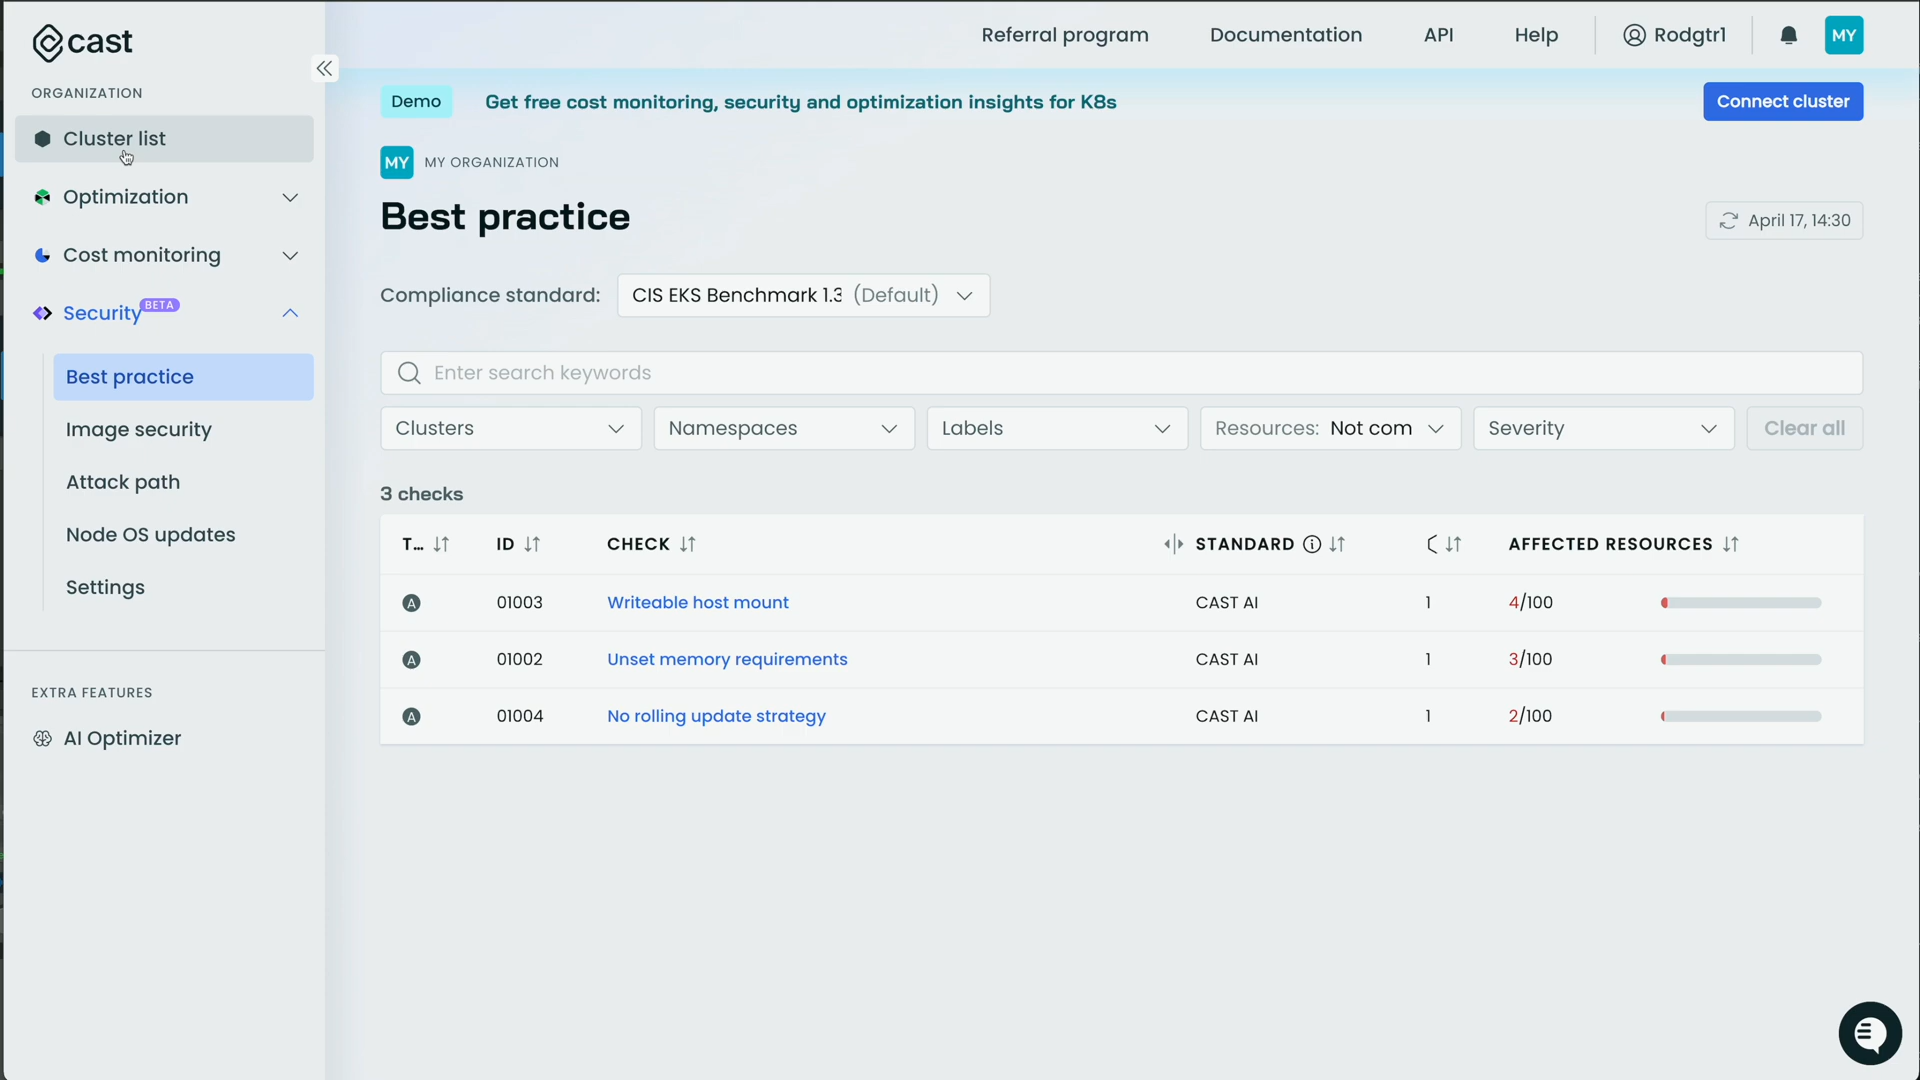 cast
ORGANIZATION
Cluster list
Optimization
Cost monitoring
Security BETA
Best practice
Image security
Attack path
Node OS updates
Settings
EXTRA FEATURES
AI Optimizer
Referral program Documentation API Help Rodgtr1 MY
Demo Get free cost monitoring, security and optimization insights for K8s Connect cluster
MY MY ORGANIZATION
Best practice
April 17, 14:30
Compliance standard: CIS EKS Benchmark 1.3 (Default)
Enter search keywords
Clusters Namespaces Labels Resources: Not com Severity Clear all
3 checks
T... ID CHECK STANDARD AFFECTED RESOURCES
A 01003 Writeable host mount CAST AI 1 4/100
A 01002 Unset memory requirements CAST AI 1 3/100
A 01004 No rolling update strategy CAST AI 1 2/100